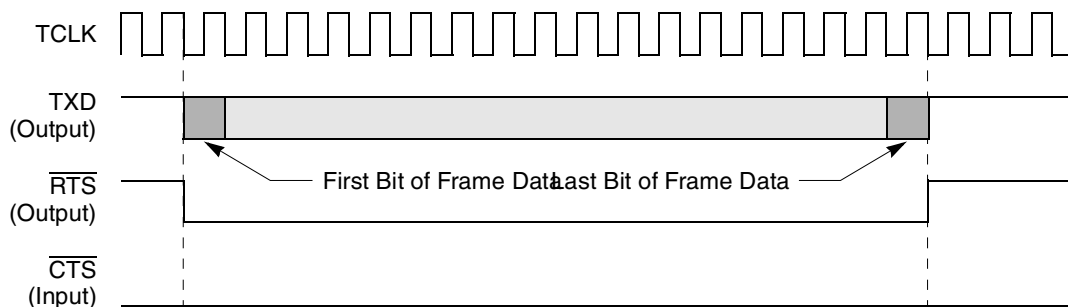 TCLK
TXD
(Output)
First Bit of Frame Data
Last Bit of Frame Data
RTS
(Output)
CTS
(Input)